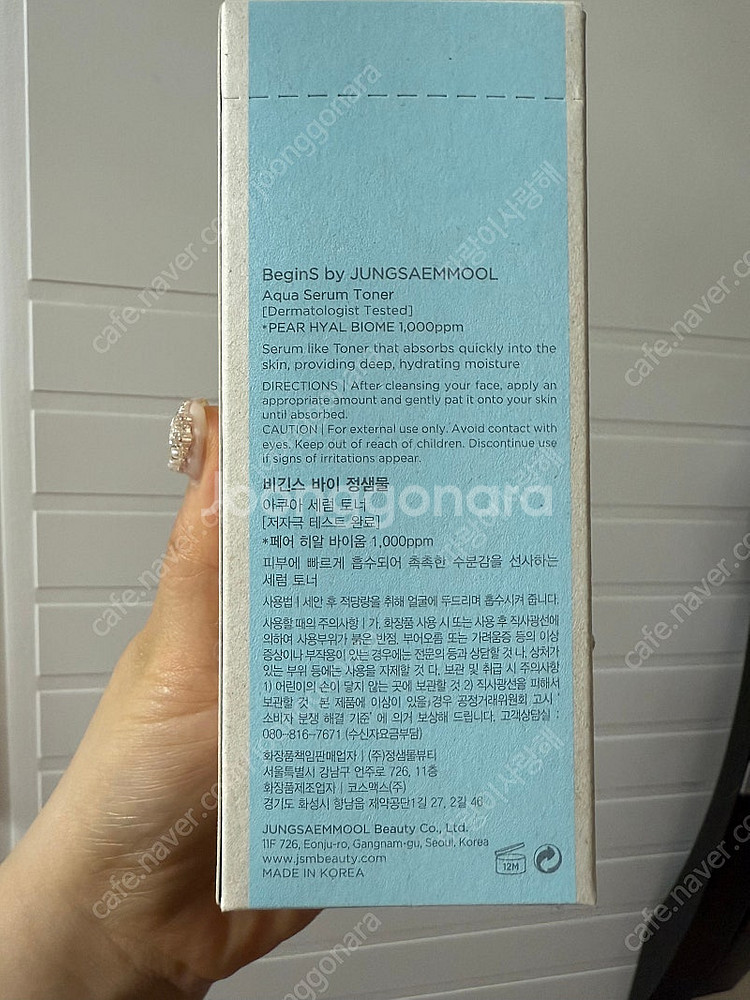 BeginS by JUNGSAEMMOOL
Aqua Serum Toner
[Dermatologist Tested]
*PEAR HYAL BIOME 1,000ppm
Serum like Toner that absorbs quickly into the
skin, providing deep, hydrating moisture
DIRECTIONS | After cleansing your face, apply an
appropriate amount and gently pat it onto your skin
until absorbed.
CAUTION | For external use only. Avoid contact with
eyes. Keep out of reach of children. Discontinue use
if signs of irritations appear.
비긴스 바이 정샘물
아쿠아 세럼 토너
[저자극 테스트 완료]
*페어 히알 바이옴 1,000ppm
피부에 빠르게 흡수되어 촉촉한 수분감을 선사하는
세럼 토너
사용법 | 세안 후 적당량을 취해 얼굴에 두드리며 흡수시켜 줍니다.
사용할 때의 주의사항 | 가. 화장품 사용 시 또는 사용 후 직사광선에
의하여 사용부위가 붉은 반점, 부어오름 또는 가려움증 등의 이상
증상이나 부작용이 있는 경우에는 전문의 등과 상담할 것 나. 상처가
있는 부위 등에는 사용을 자제할 것 다. 보관 및 취급 시 주의사항
1) 어린이의 손이 닿지 않는 곳에 보관할 것 2) 직사광선을 피해서
보관할 것 본 제품에 이상이 있을 경우 공정거래위원회 고시 '
소비자 분쟁 해결 기준' 에 의거 보상해 드립니다. 고객상담실 :
080-816-7671 (수신자요금부담)
화장품책임판매업자 | (주)정샘물뷰티
서울특별시 강남구 언주로 726, 11층
화장품제조업자 | 코스맥스(주)
경기도 화성시 향남읍 제약공단1길 27, 2길 46
JUNGSAEMMOOL Beauty Co., Ltd.
11F 726, Eonju-ro, Gangnam-gu, Seoul, Korea
www.jsmbeauty.com
MADE IN KOREA
12M
Joonggonara
cafe.naver.co
joonggonara